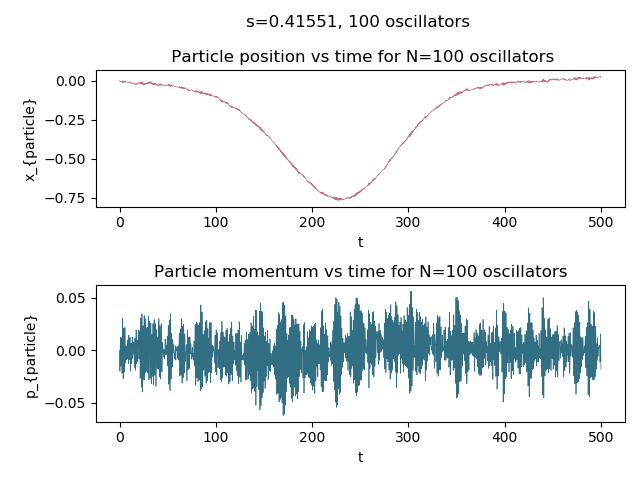 s=0.41551, 100 oscillators
Particle position vs time for N=100 oscillators
x_{particle}
0.00
−0.25
−0.50
−0.75
0 100 200 300 400 500
t
Particle momentum vs time for N=100 oscillators
p_{particle}
0.05
0.00
−0.05
0 100 200 300 400 500
t